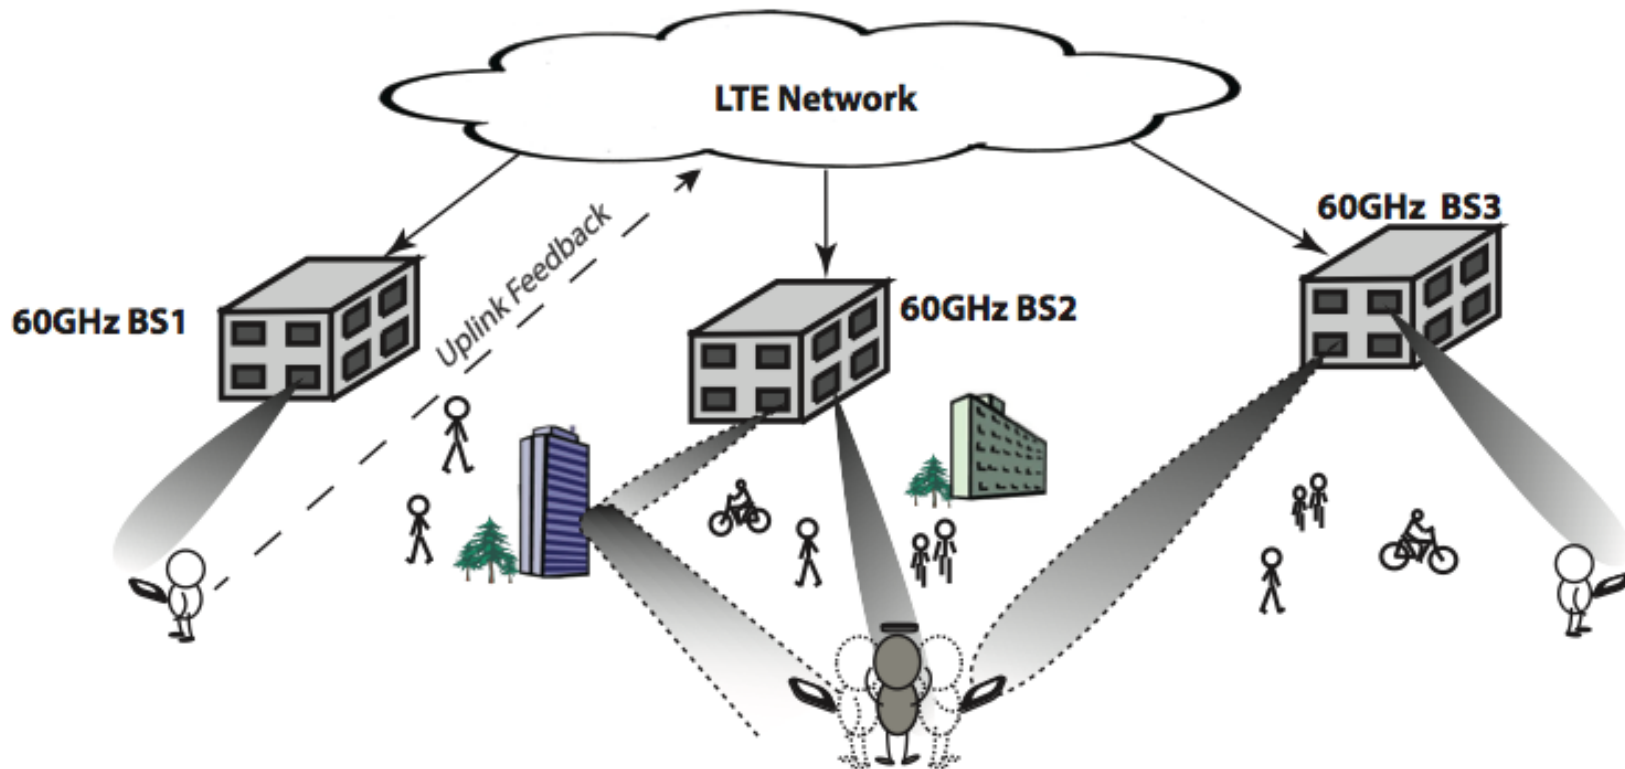 LTE Network
60GHz BS3
Uplink Feedback
60GHz BS1
60GHz BS2